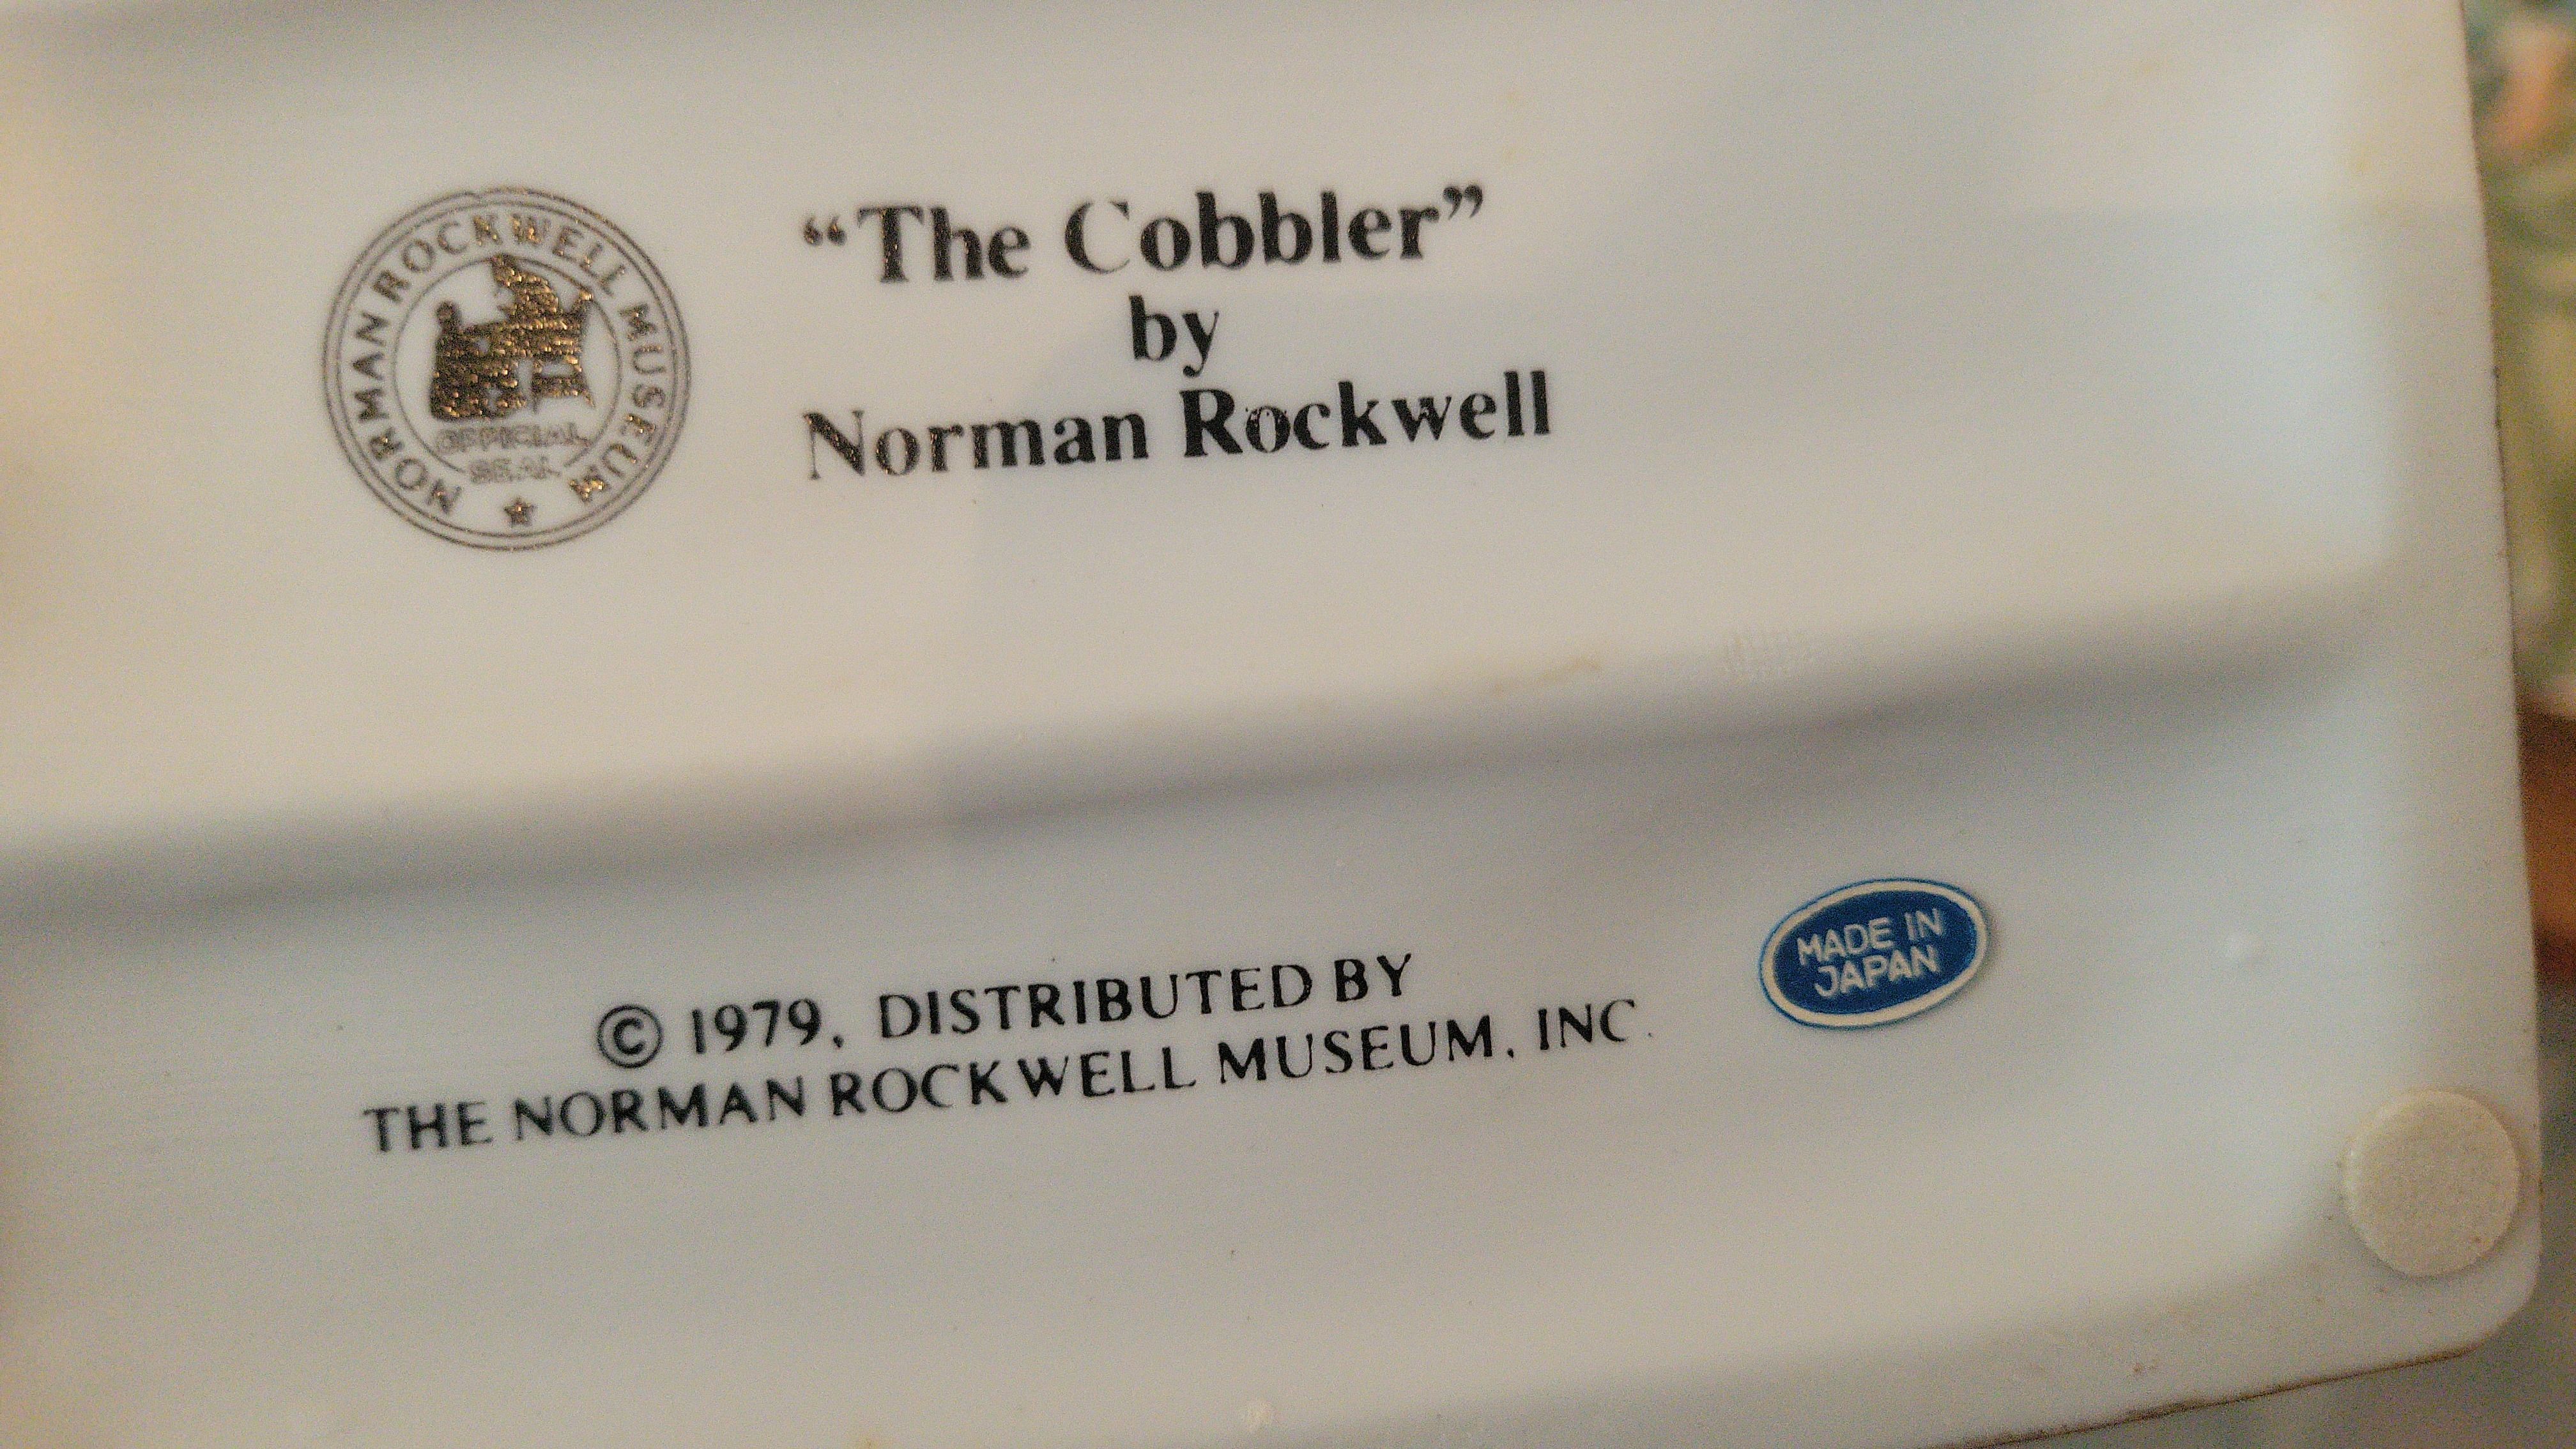 NORMAN ROCKWELL MUSEUM
OFFICIAL
SEAL
“The Cobbler”
by
Norman Rockwell
© 1979, DISTRIBUTED BY
THE NORMAN ROCKWELL MUSEUM, INC.
MADE IN
JAPAN